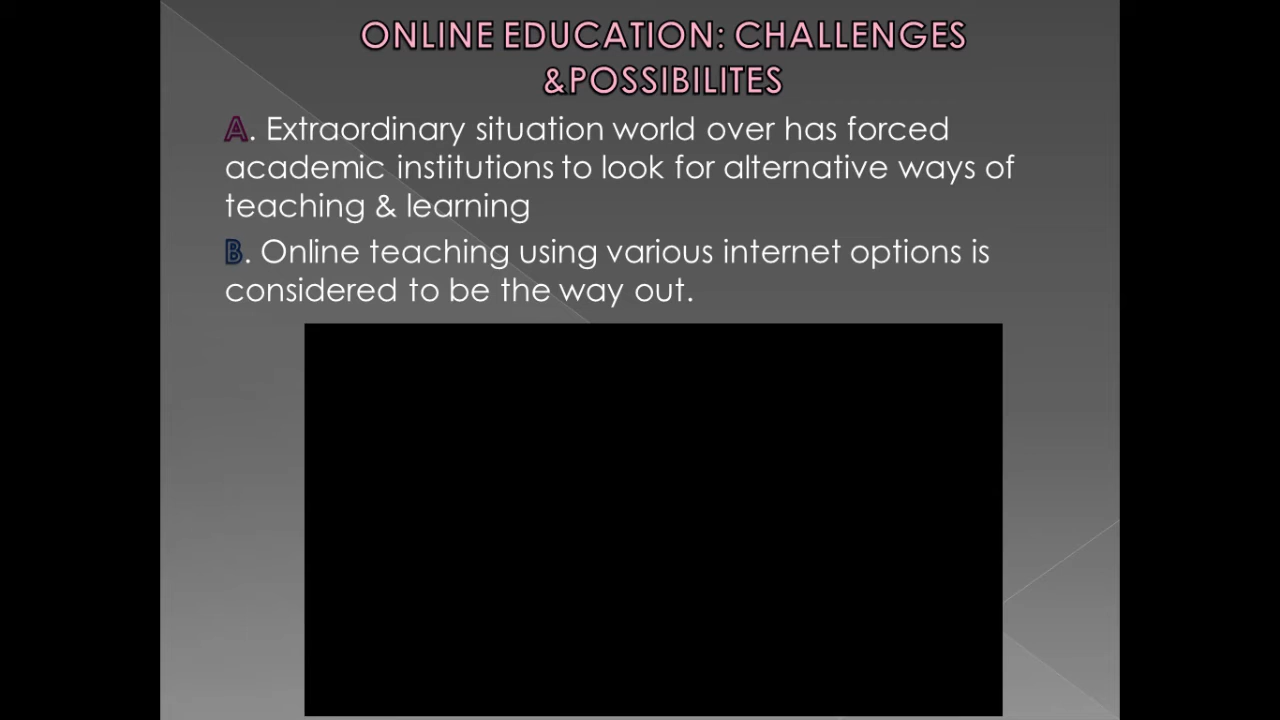 ONLINE EDUCATION: CHALLENGES
&POSSIBILITES
A. Extraordinary situation world over has forced
academic institutions to look for alternative ways of
teaching & learning
B. Online teaching using various internet options is
considered to be the way out.